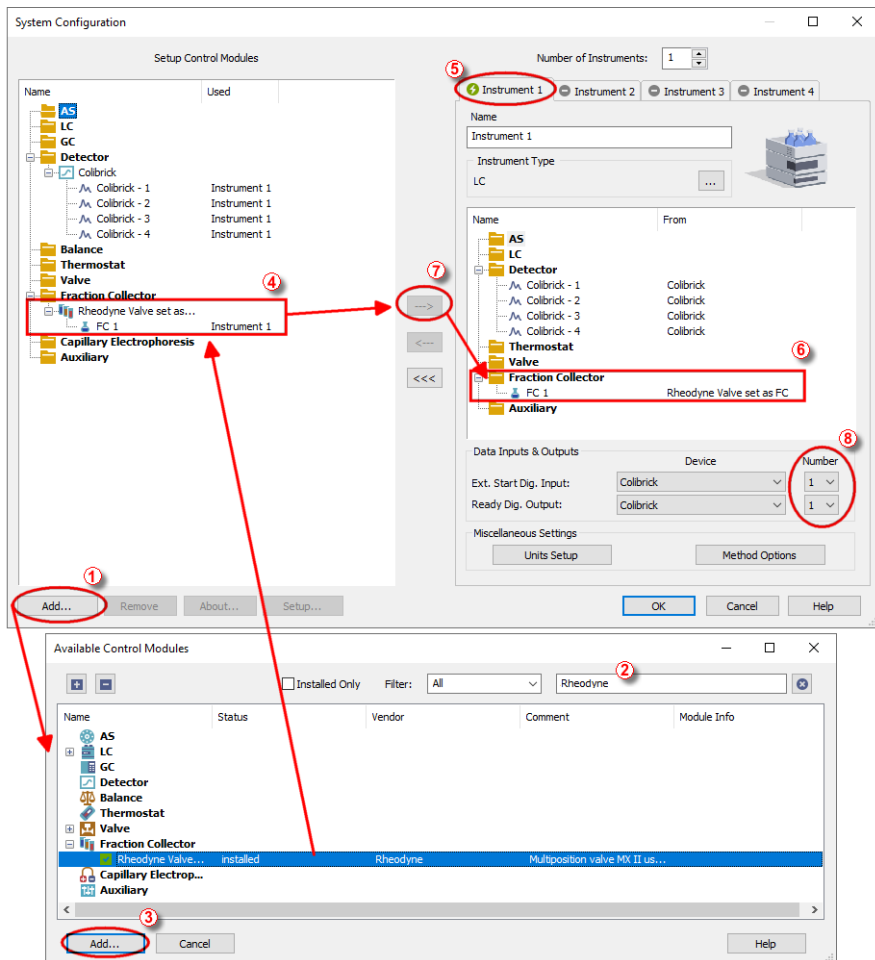 System Configuration
Setup Control Modules
Name Used
AS
LC
GC
Detector
Colibrick
Colibrick - 1 Instrument 1
Colibrick - 2 Instrument 1
Colibrick - 3 Instrument 1
Colibrick - 4 Instrument 1
Balance
Thermostat
Valve
4
Fraction Collector
Rheodyne Valve set as...
FC 1 Instrument 1
Capillary Electrophoresis
Auxiliary
1
Add... Remove About... Setup...
7
--->
<---
<<<
Number of Instruments: 1
5
Instrument 1 Instrument 2 Instrument 3 Instrument 4
Name
Instrument 1
Instrument Type
LC ...
Name From
AS
LC
Detector
Colibrick - 1 Colibrick
Colibrick - 2 Colibrick
Colibrick - 3 Colibrick
Colibrick - 4 Colibrick
Thermostat
Valve
6
Fraction Collector
FC 1 Rheodyne Valve set as FC
Auxiliary
8
Data Inputs & Outputs
Device Number
Ext. Start Dig. Input: Colibrick 1
Ready Dig. Output: Colibrick 1
Miscellaneous Settings
Units Setup Method Options
OK Cancel Help
Available Control Modules
2
Installed Only Filter: All Rheodyne
Name Status Vendor Comment Module Info
AS
LC
GC
Detector
Balance
Thermostat
Valve
Fraction Collector
Rheodyne Valve... installed Rheodyne Multiposition valve MX II us...
Capillary Electrop...
Auxiliary
3
Add... Cancel Help